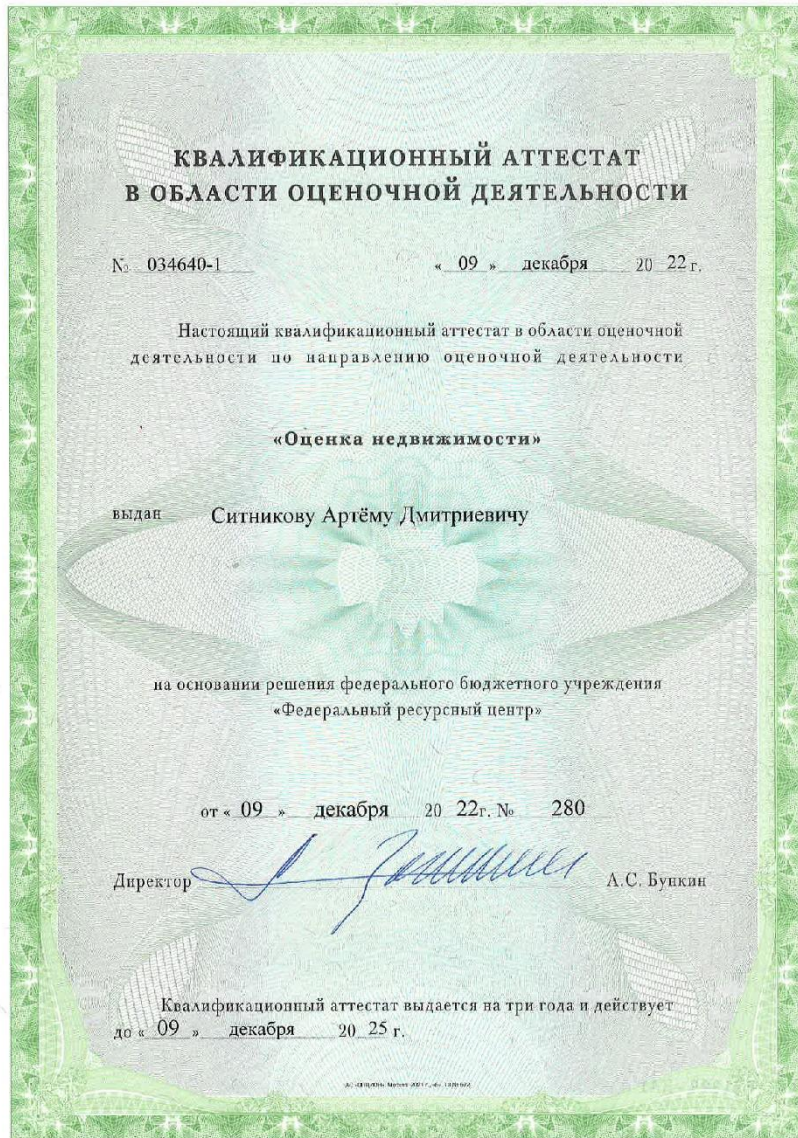 КВАЛИФИКАЦИОННЫЙ АТТЕСТАТ
В ОБЛАСТИ ОЦЕНОЧНОЙ ДЕЯТЕЛЬНОСТИ
№ 034640-1 « 09 » декабря 20 22 г.
Настоящий квалификационный аттестат в области оценочной
деятельности по направлению оценочной деятельности
«Оценка недвижимости»
выдан Ситникову Артёму Дмитриевичу
на основании решения федерального бюджетного учреждения
«Федеральный ресурсный центр»
от « 09 » декабря 20 22г. № 280
Директор А.С. Бункин
Квалификационный аттестат выдается на три года и действует
до « 09 » декабря 20 25 г.